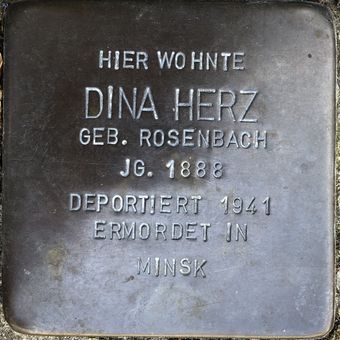 HIER WOHNTE
DINA HERZ
GEB. ROSENBACH
JG. 1888
DEPORTIERT 1941
ERMORDET IN
MINSK